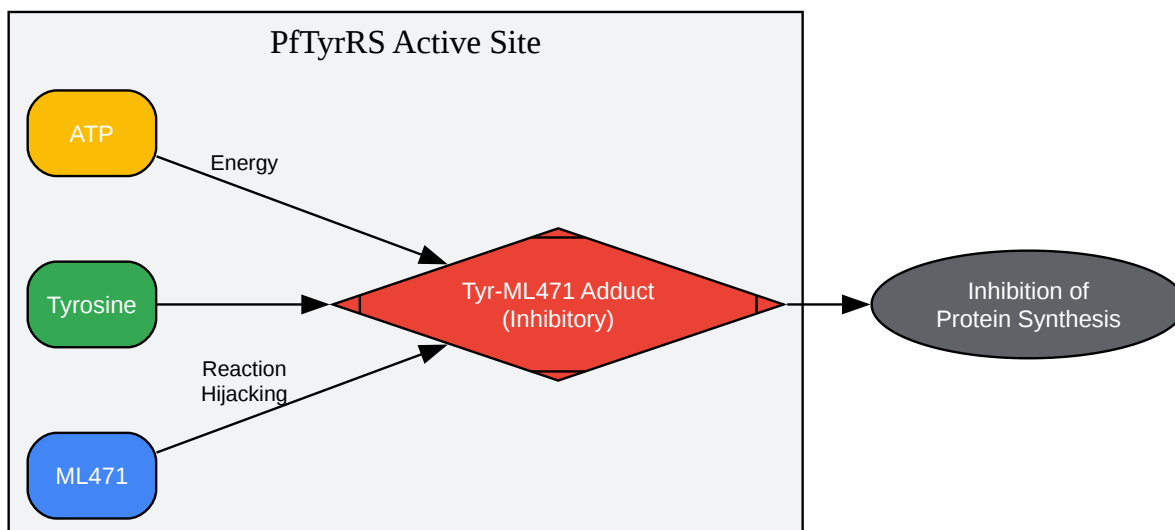 PfTyrRS Active Site
ATP
Energy
Tyrosine
Tyr-ML471 Adduct
(Inhibitory)
Inhibition of
Protein Synthesis
Reaction
Hijacking
ML471